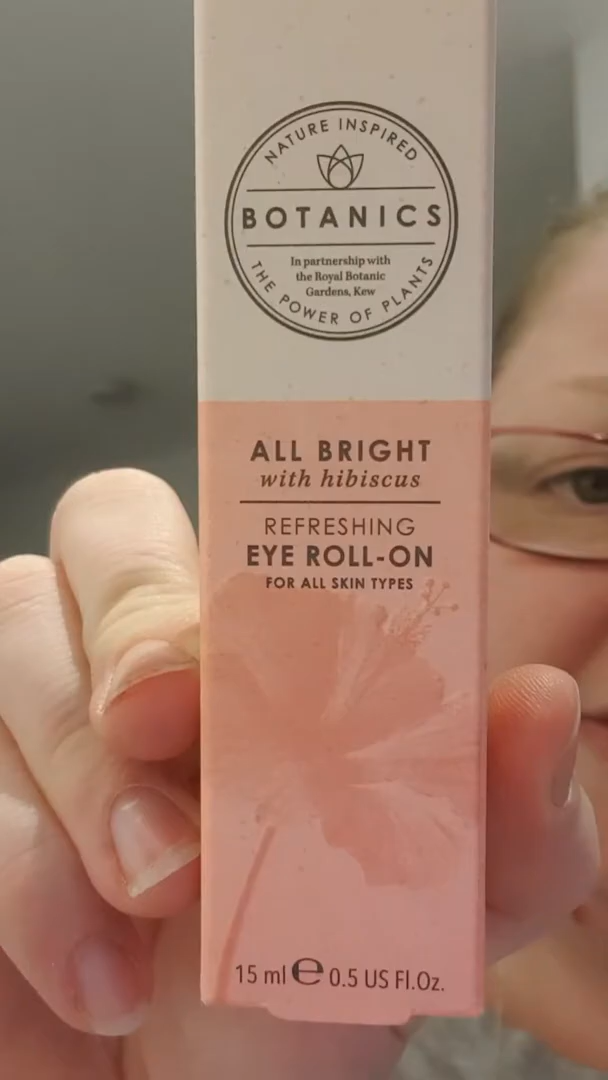 NATURE INSPIRED
BOTANICS
In partnership with
the Royal Botanic
Gardens, Kew
THE POWER OF PLANTS
ALL BRIGHT
with hibiscus
REFRESHING
EYE ROLL-ON
FOR ALL SKIN TYPES
15 ml e 0.5 US Fl.Oz.